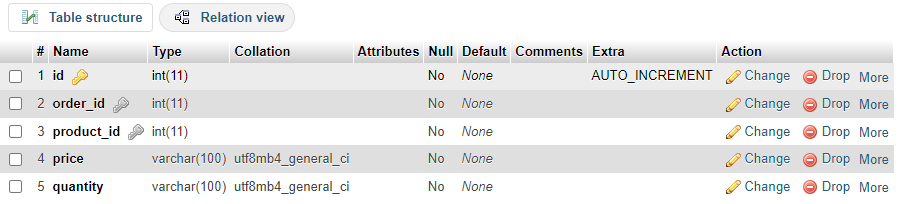 Table structure Relation view
# Name Type Collation Attributes Null Default Comments Extra Action
1 id int(11) No None AUTO_INCREMENT Change Drop More
2 order_id int(11) No None Change Drop More
3 product_id int(11) No None Change Drop More
4 price varchar(100) utf8mb4_general_ci No None Change Drop More
5 quantity varchar(100) utf8mb4_general_ci No None Change Drop More